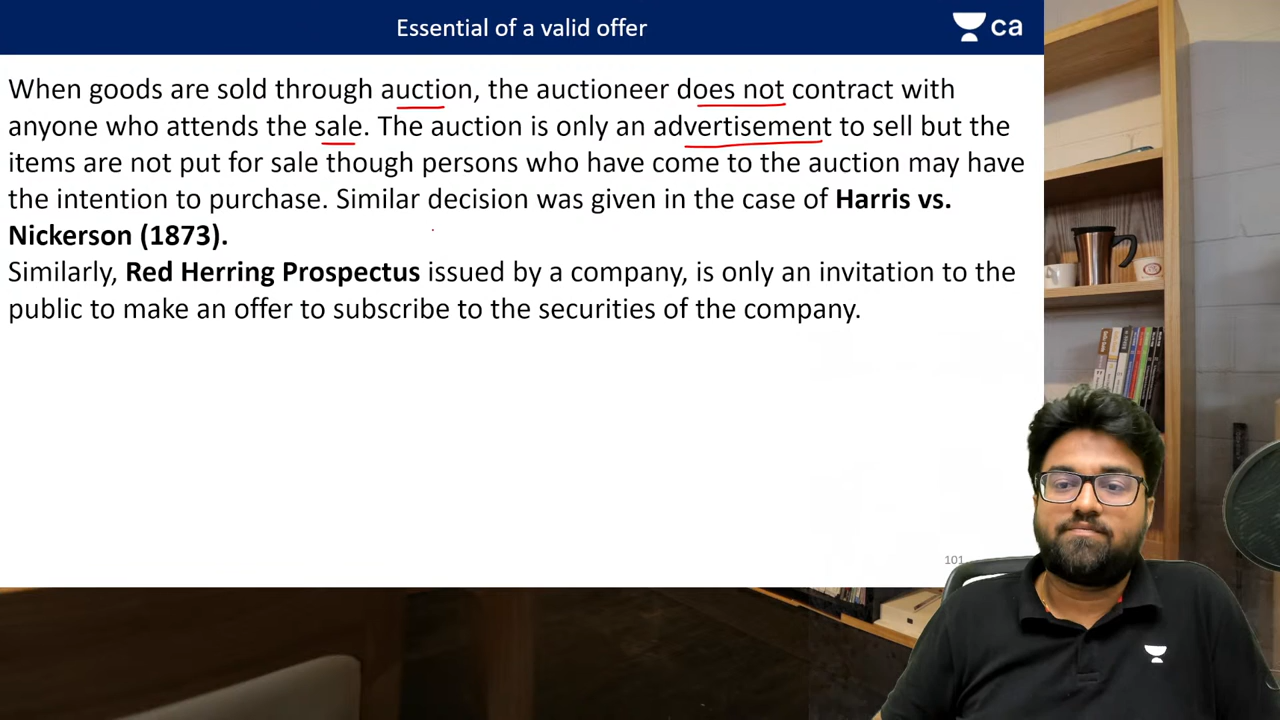 Essential of a valid offer
ca
When goods are sold through auction, the auctioneer does not contract with
anyone who attends the sale. The auction is only an advertisement to sell but the
items are not put for sale though persons who have come to the auction may have
the intention to purchase. Similar decision was given in the case of Harris vs.
Nickerson (1873).
Similarly, Red Herring Prospectus issued by a company, is only an invitation to the
public to make an offer to subscribe to the securities of the company.
101